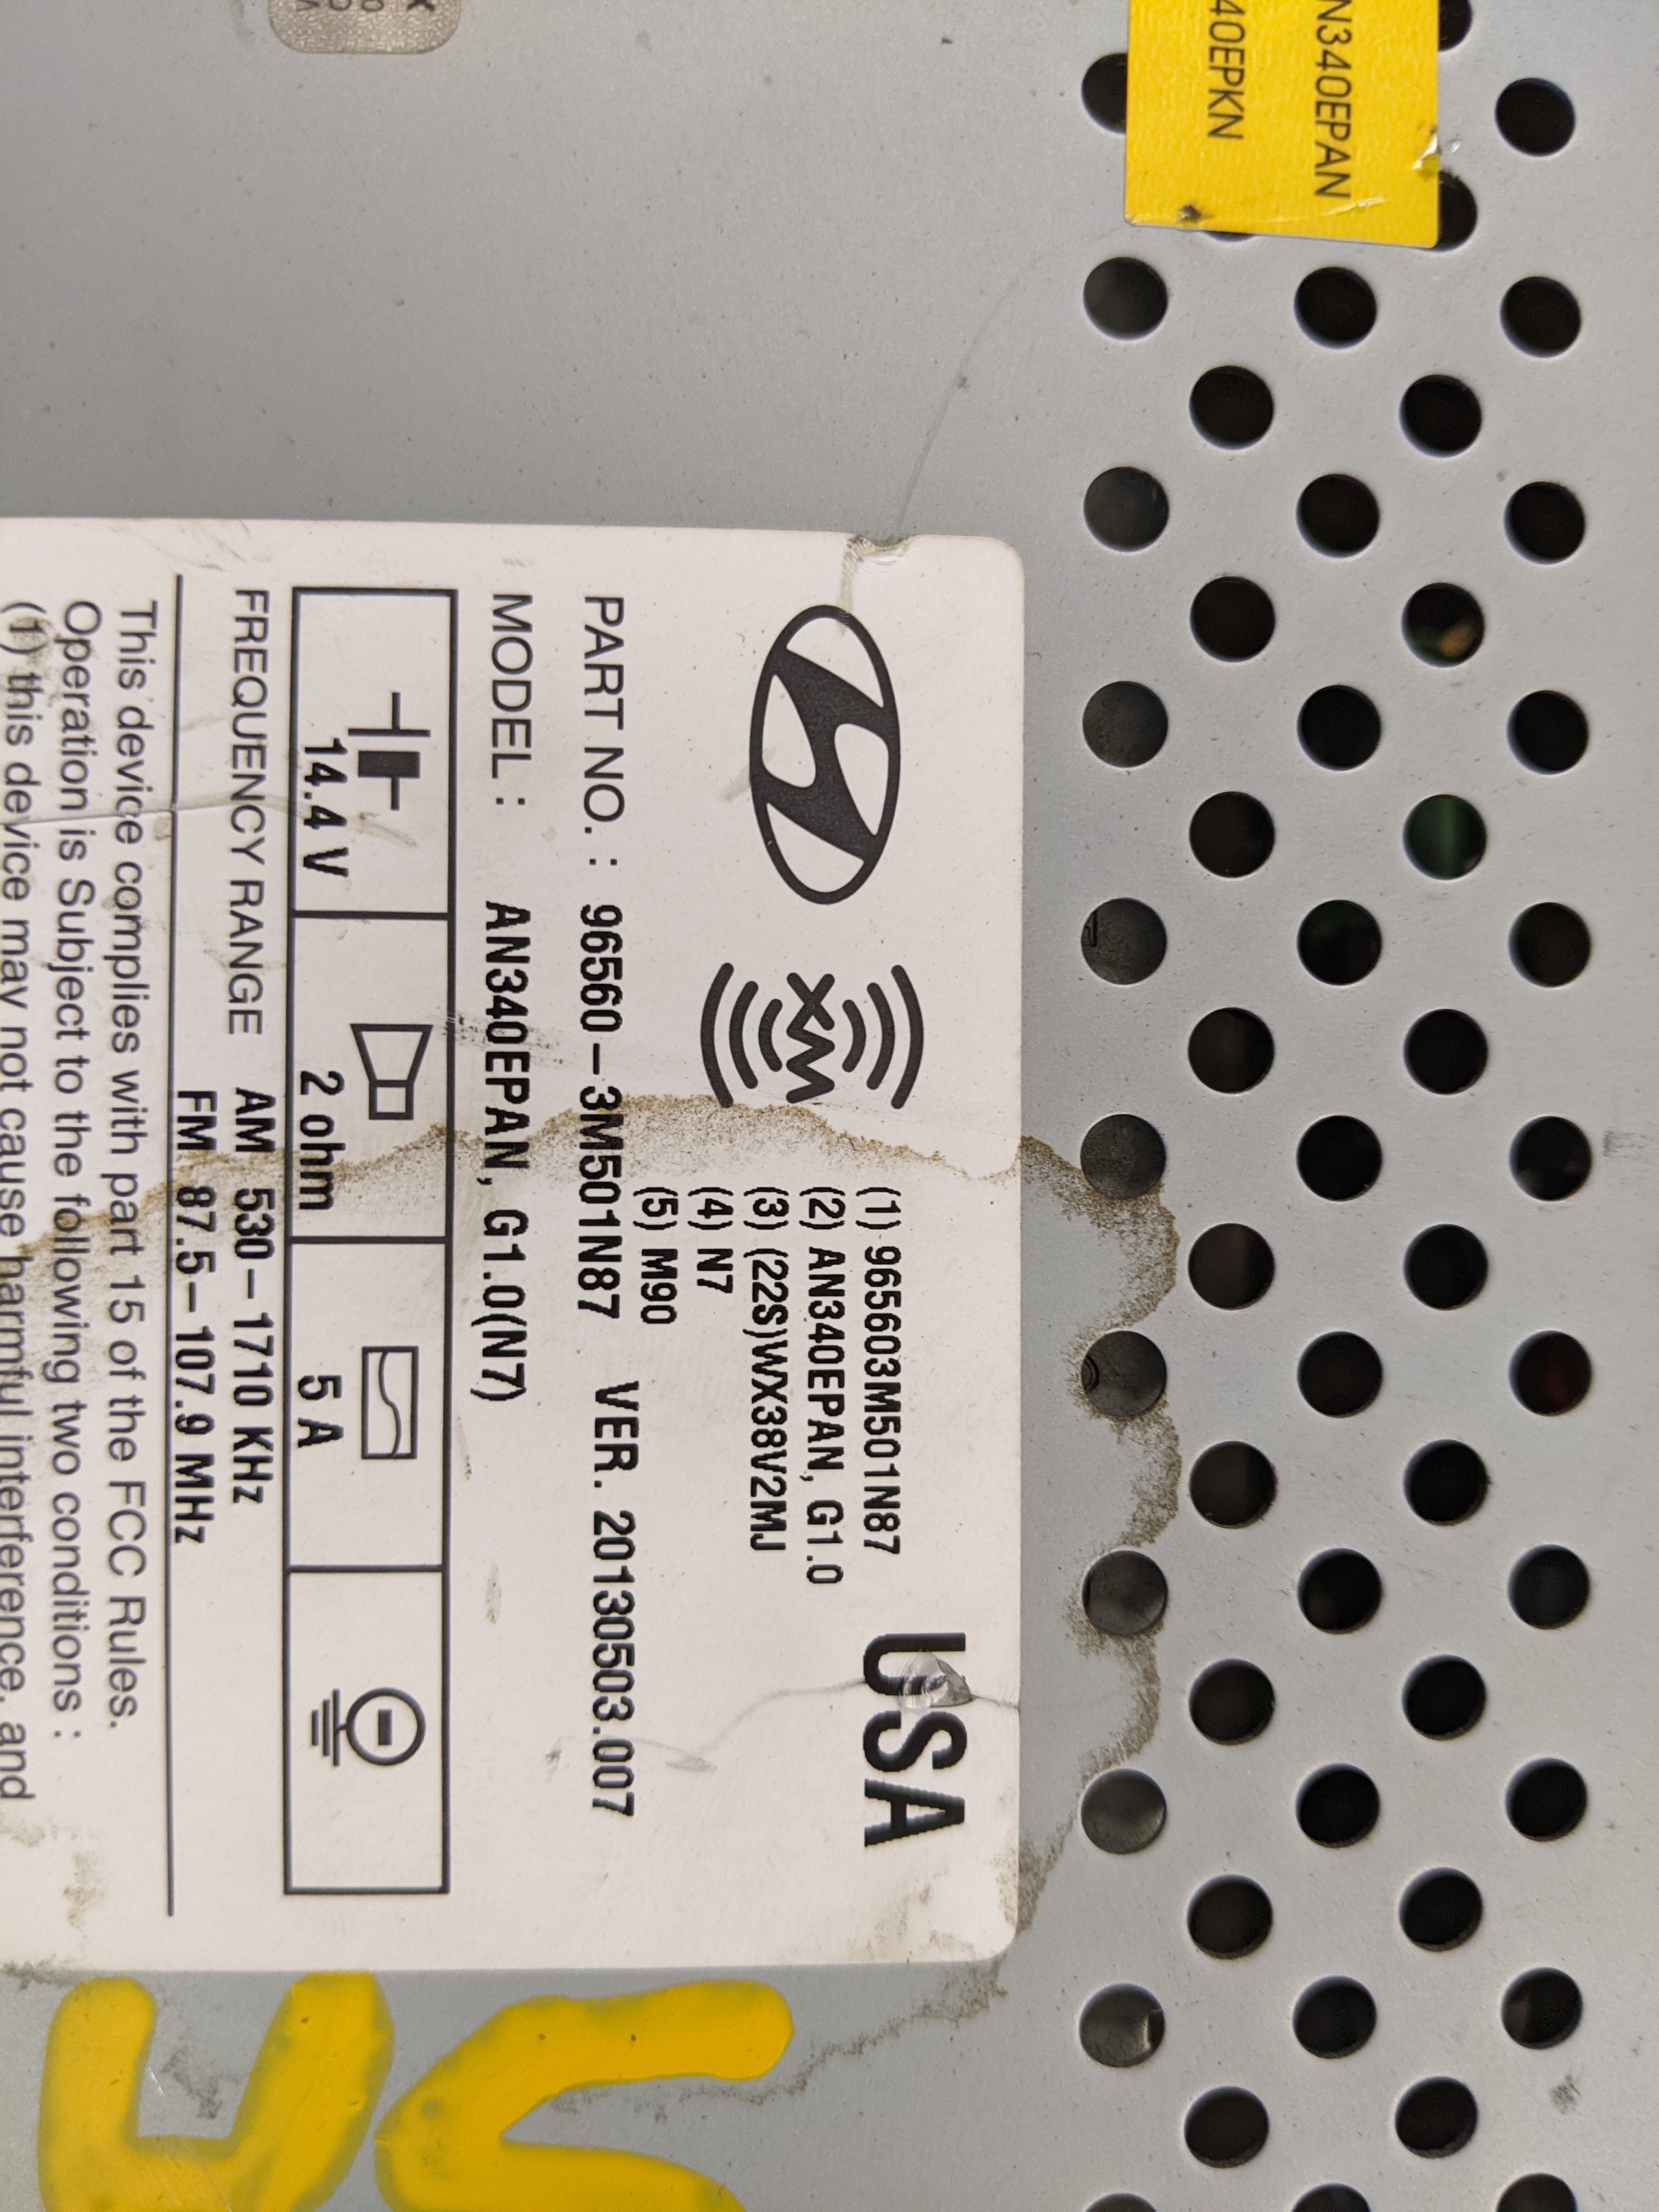 N340EPAN
40EPKN
XM
(1) 965603M501N87
(2) AN340EPAN, G1.0
(3) (22S)WX38V2MJ
(4) N7
(5) M90
USA
PART NO. : 96560-3M501N87 VER. 20130503.007
MODEL : AN340EPAN, G1.0(N7)
14.4 V 2 ohm 5 A
FREQUENCY RANGE AM 530-1710 KHz
FM 87.5-107.9 MHz
This device complies with part 15 of the FCC Rules.
Operation is Subject to the following two conditions :
(1) this device may not cause harmful interference, and